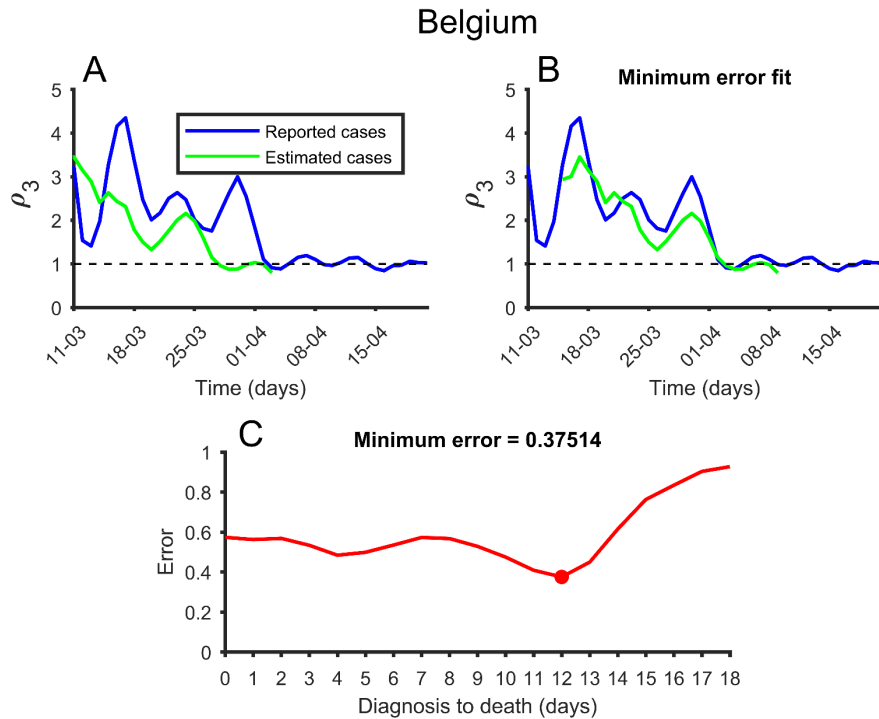 Belgium
A
5
4
3
2
1
0
ρ3
Reported cases
Estimated cases
11-03
18-03
25-03
01-04
08-04
15-04
Time (days)
B
Minimum error fit
5
4
3
2
1
0
ρ3
11-03
18-03
25-03
01-04
08-04
15-04
Time (days)
C
Minimum error = 0.37514
1
0.8
0.6
0.4
0.2
0
Error
0 1 2 3 4 5 6 7 8 9 10 11 12 13 14 15 16 17 18
Diagnosis to death (days)